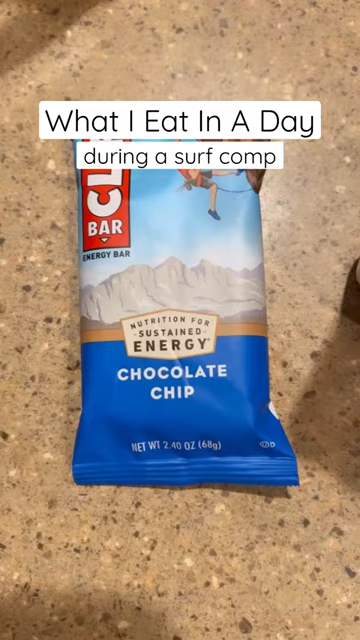 What I Eat In A Day
during a surf comp
CL
BAR
ENERGY BAR
NUTRITION FOR
SUSTAINED
ENERGY
CHOCOLATE
CHIP
NET WT 2.40 OZ (68g)